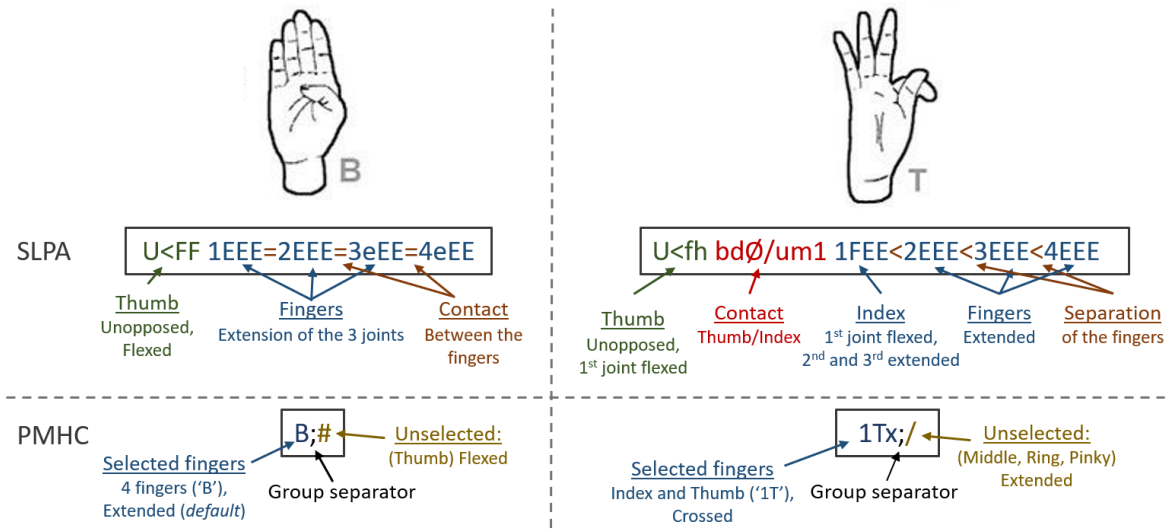 B
T
SLPA
U<FF 1EEE=2EEE=3eEE=4eEE
Thumb
Unopposed,
Flexed
Fingers
Extension of the 3 joints
Contact
Between the
fingers
U<fh bdØ/um1 1FEE<2EEE<3EEE<4EEE
Thumb
Unopposed,
1st joint flexed
Contact
Thumb/Index
Index
1st joint flexed,
2nd and 3rd extended
Fingers
Extended
Separation
of the fingers
PMHC
B;#
Selected fingers
4 fingers ('B'),
Extended (default)
Group separator
Unselected:
(Thumb) Flexed
1Tx;/
Selected fingers
Index and Thumb ('1T'),
Crossed
Group separator
Unselected:
(Middle, Ring, Pinky)
Extended